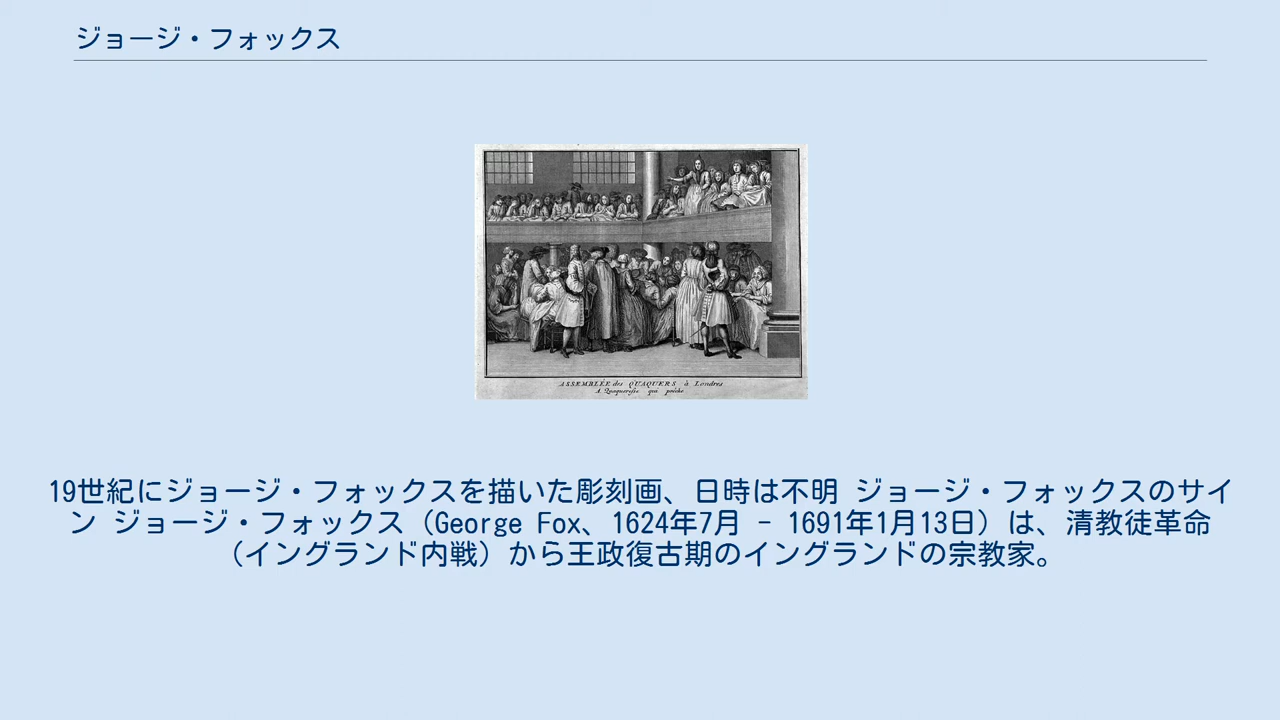 ジョージ・フォックス
ASSEMBLÉE des QUAQUERS à Londres
A. Quaqueresse qui prêche
19世紀にジョージ・フォックスを描いた彫刻画、日時は不明 ジョージ・フォックスのサイ
ン ジョージ・フォックス（George Fox、1624年7月 - 1691年1月13日）は、清教徒革命
（イングランド内戦）から王政復古期のイングランドの宗教家。